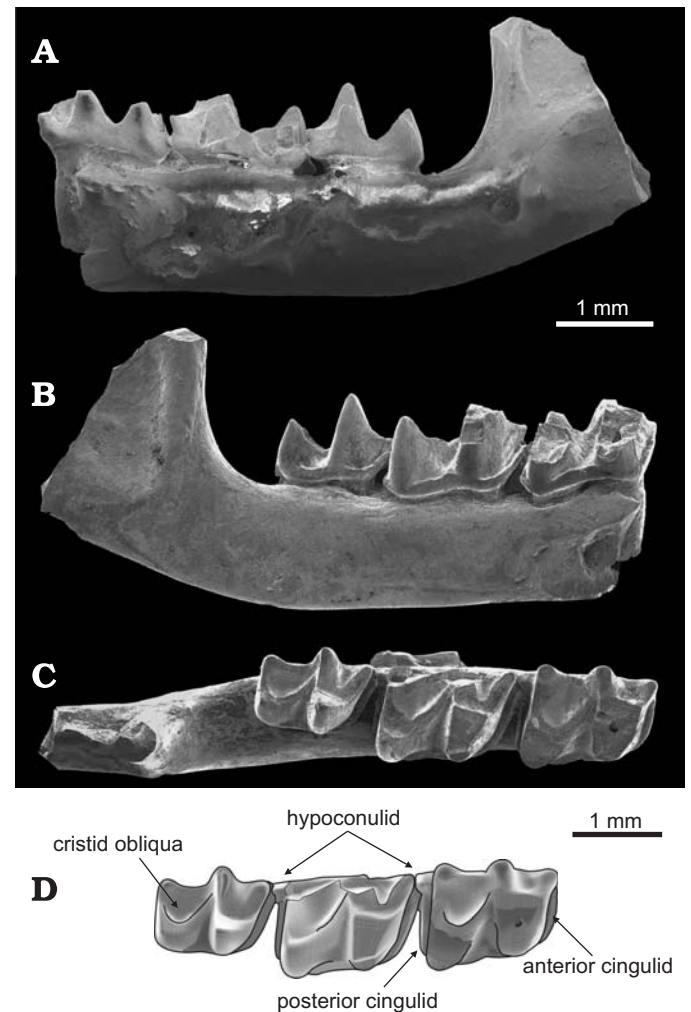 A
1 mm
B
C
hypoconulid
1 mm
cristid obliqua
D
anterior cingulid
posterior cingulid